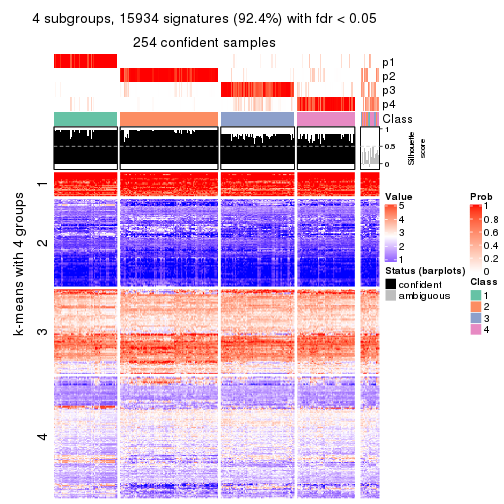 4 subgroups, 15934 signatures (92.4%) with fdr < 0.05
254 confident samples
p1
p2
p3
p4
Class
1
0.5
0
Silhouette
score
k-means with 4 groups
1
2
3
4
Value
5
4
3
2
1
Status (barplots)
confident
ambiguous
Prob
1
0.8
0.6
0.4
0.2
0
Class
1
2
3
4